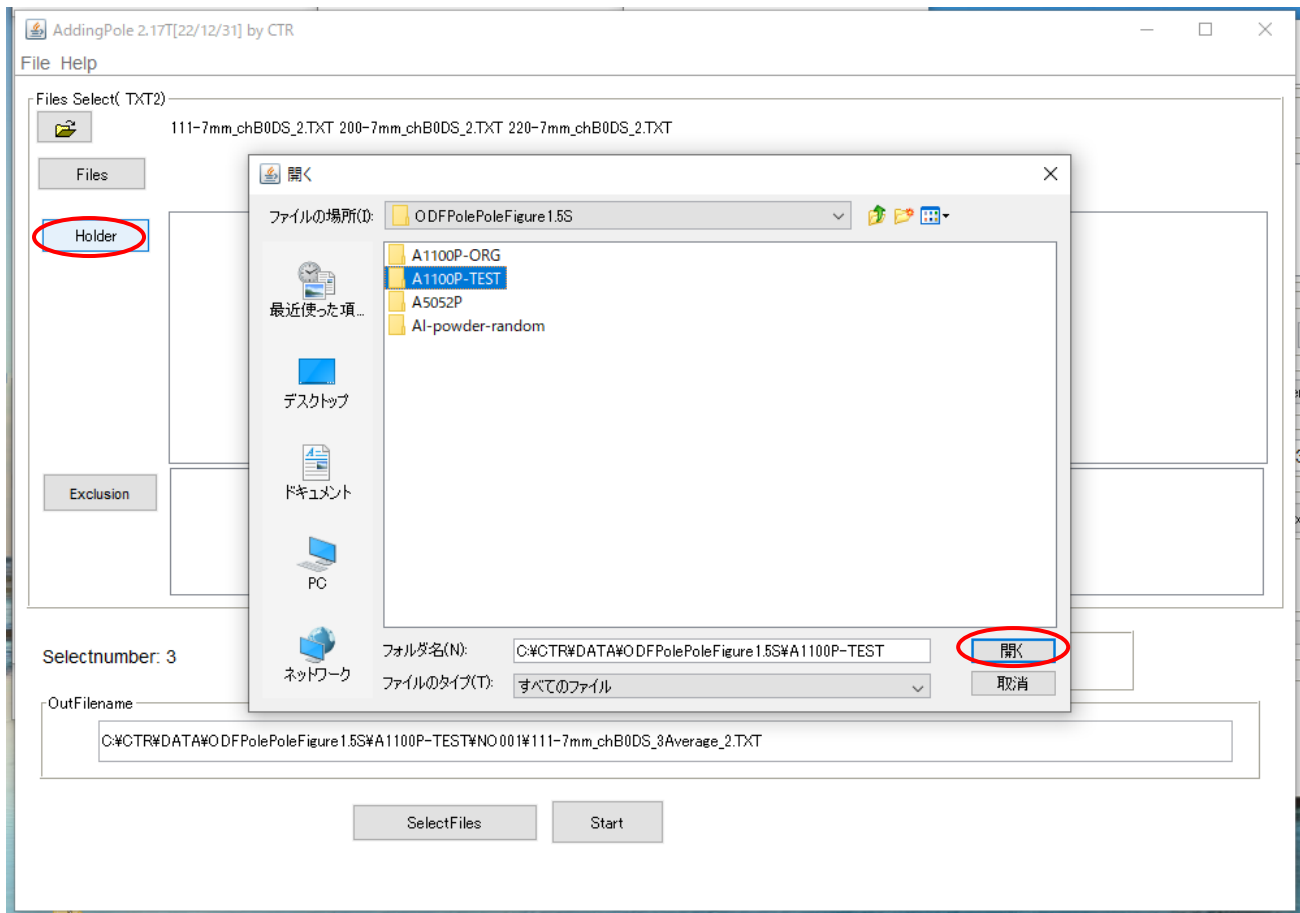 AddingPole 2.17T[22/12/31] by CTR
File Help
Files Select( TXT2)
111-7mm_chB0DS_2.TXT 200-7mm_chB0DS_2.TXT 220-7mm_chB0DS_2.TXT
Files
Holder
Exclusion
開く
ファイルの場所(I):
ODFPolePoleFigure1.5S
A1100P-ORG
A1100P-TEST
A5052P
Al-powder-random
最近使った項...
デスクトップ
ドキュメント
PC
ネットワーク
フォルダ名(N):
C:¥CTR¥DATA¥ODFPolePoleFigure1.5S¥A1100P-TEST
開く
ファイルのタイプ(T):
すべてのファイル
取消
Selectnumber: 3
OutFilename
C:¥CTR¥DATA¥ODFPolePoleFigure1.5S¥A1100P-TEST¥NO001¥111-7mm_chB0DS_3Average_2.TXT
SelectFiles
Start